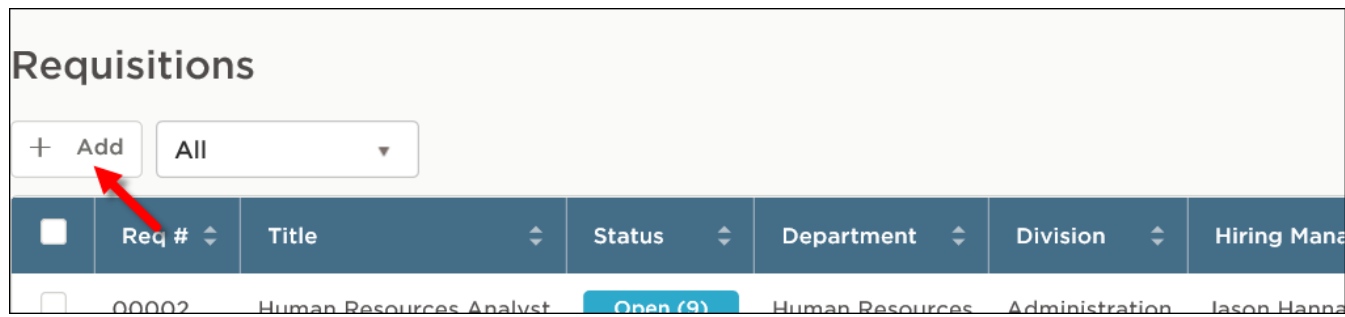 Requisitions
+ Add All
Req # Title Status Department Division Hiring Mana
00002 Human Resources Analyst Open (9) Human Resources Administration Jason Hanna